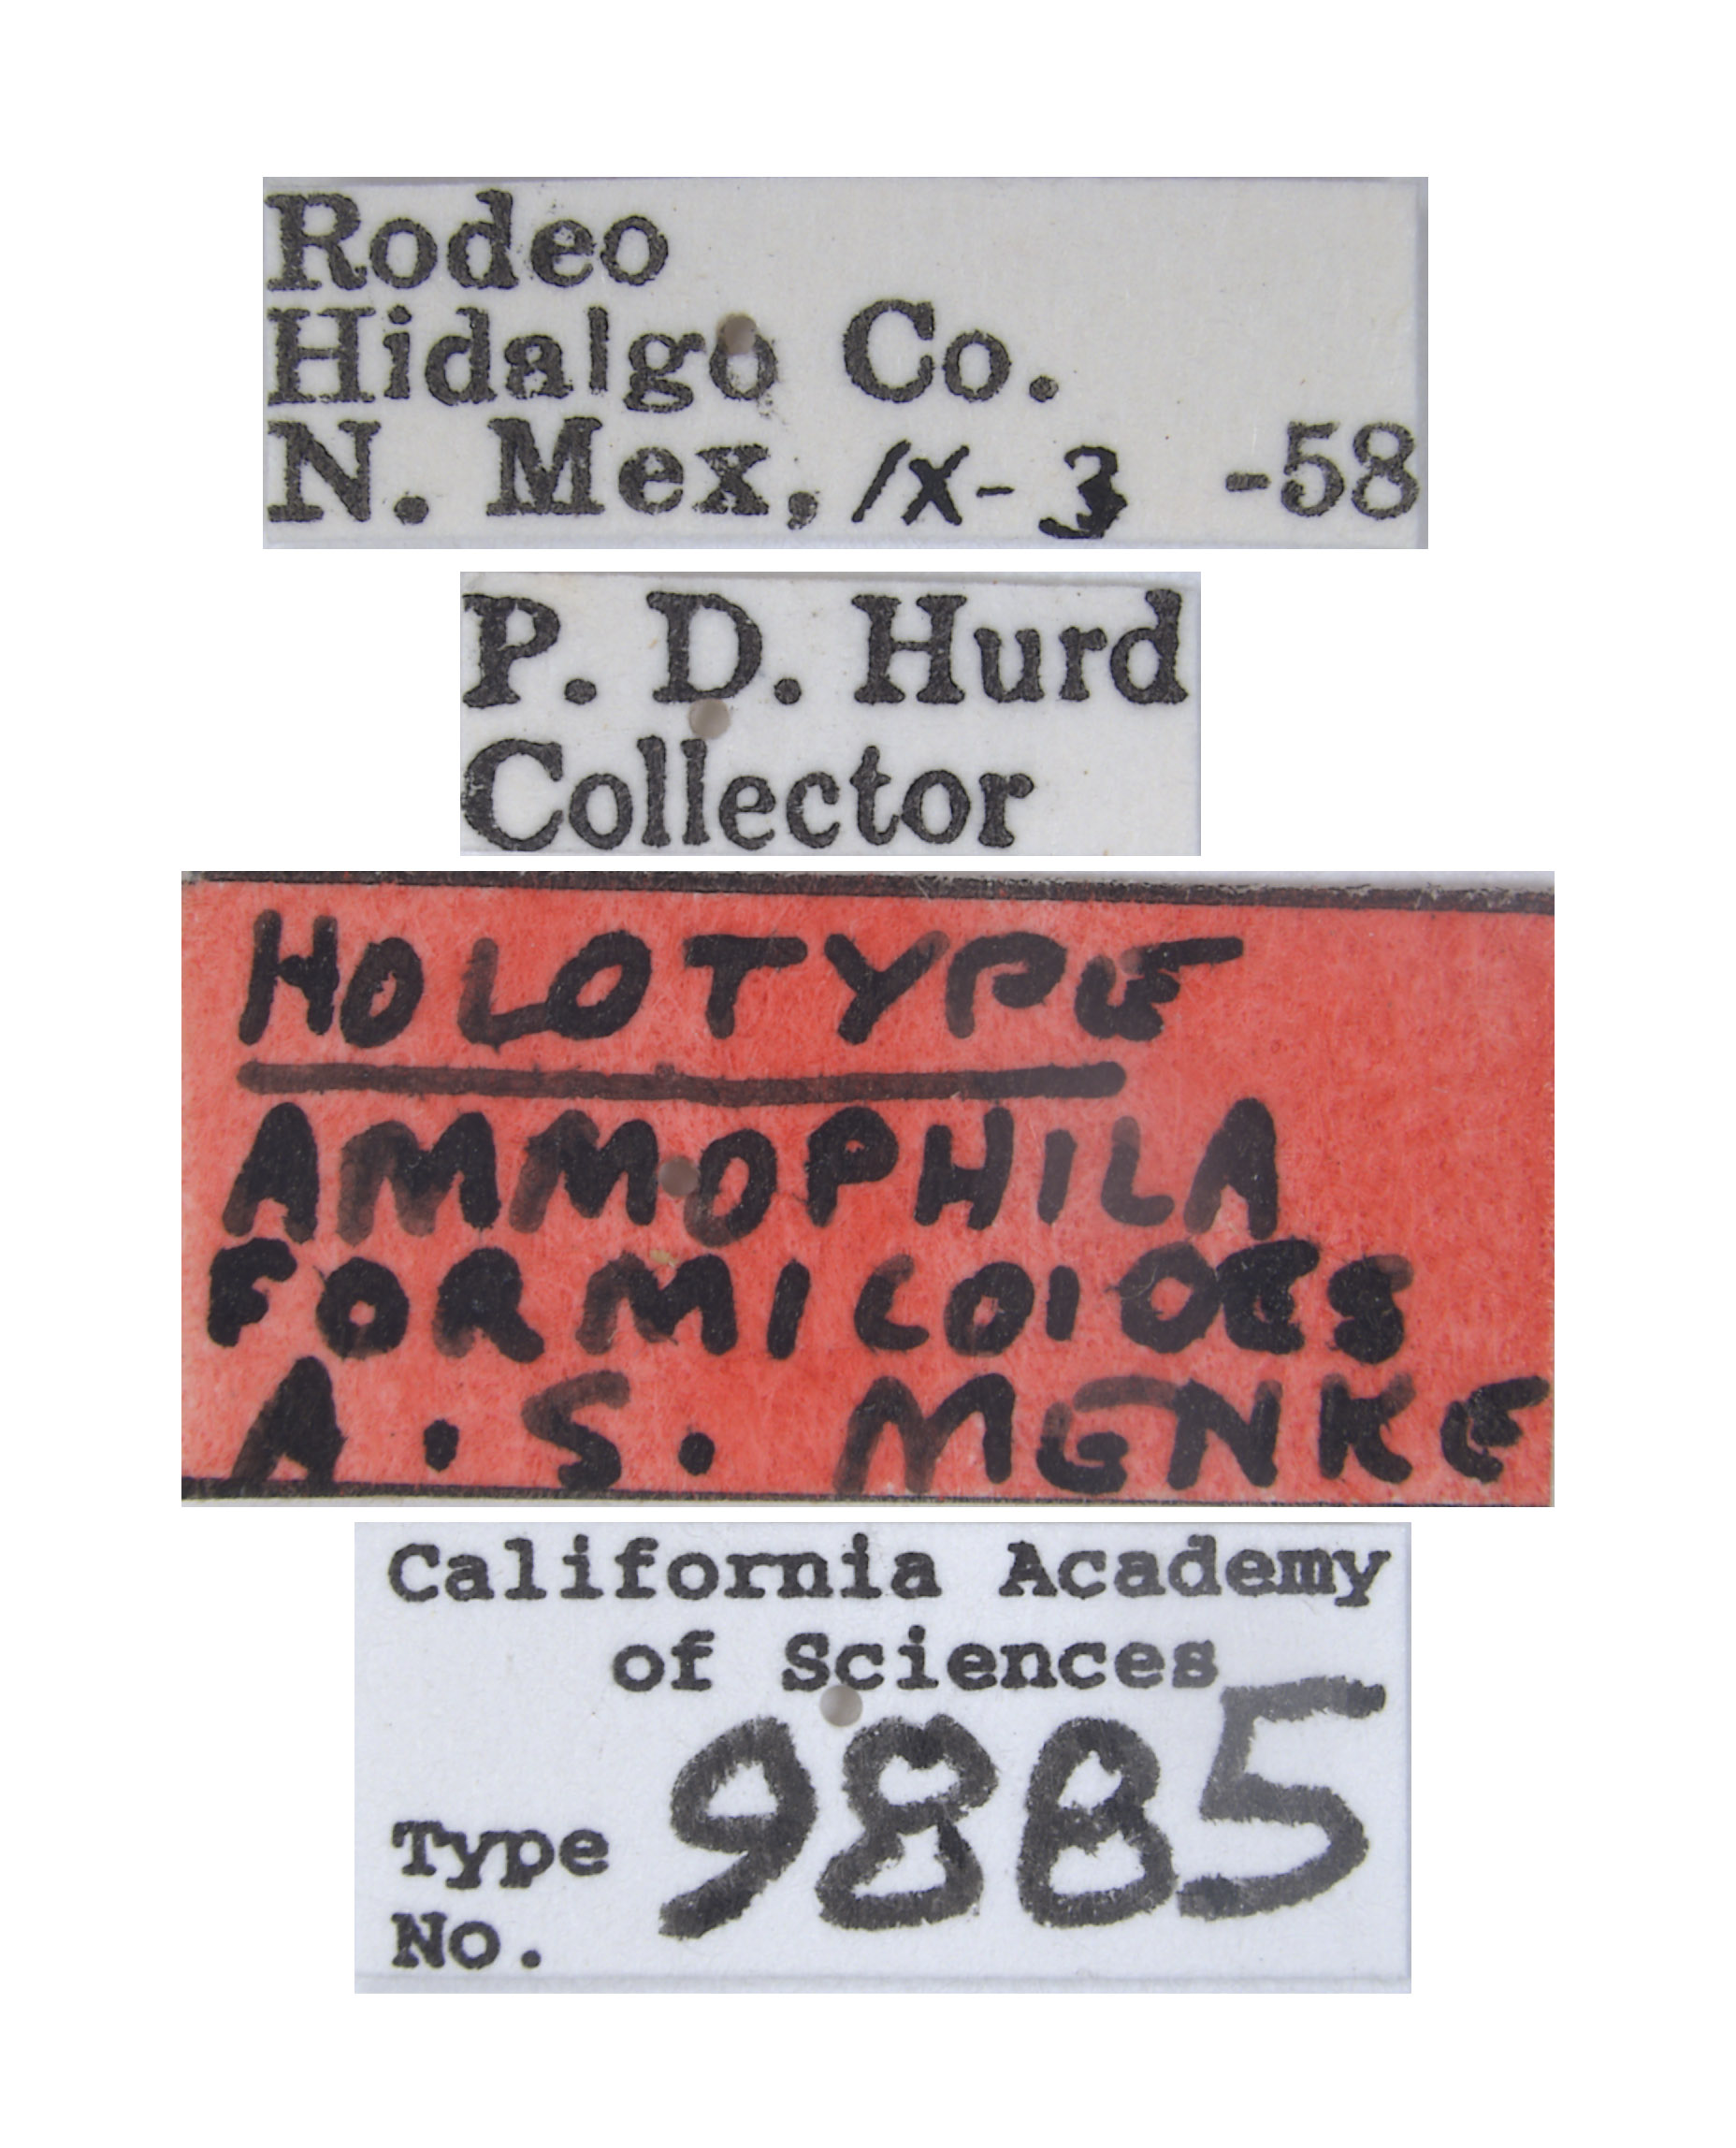 Rodeo
Hidalgo Co.
N. Mex, IX-3 -58
P. D. Hurd
Collector
HOLOTYPE
AMMOPHILA
FORMICOIDES
A. S. MENKE
California Academy
of Sciences
Type 9885
No.